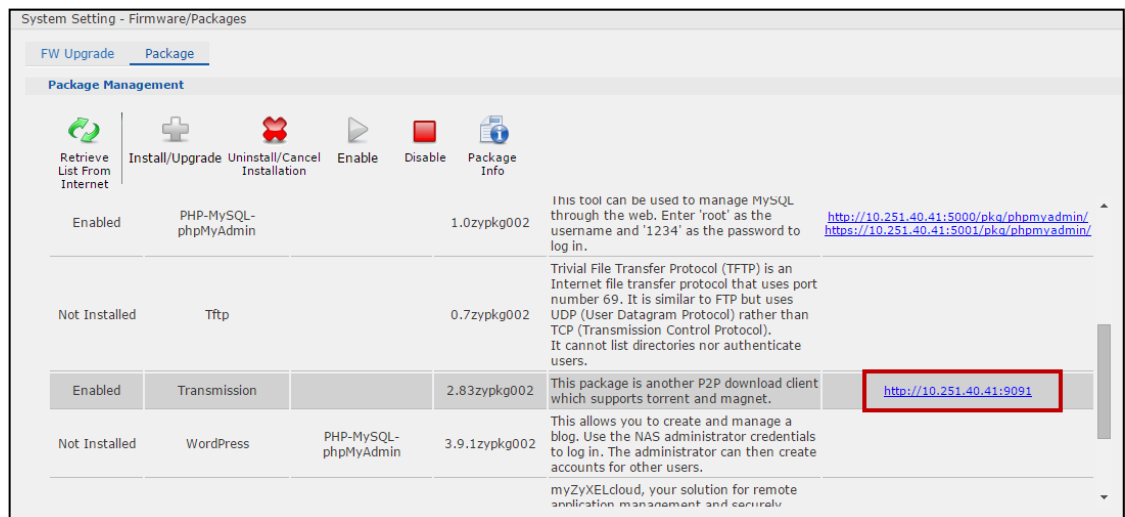 System Setting - Firmware/Packages
FW Upgrade Package
Package Management
Retrieve
List From
Internet
Install/Upgrade
Uninstall/Cancel
Installation
Enable
Disable
Package
Info
Enabled
PHP-MySQL-
phpMyAdmin
1.0zypkg002
This tool can be used to manage MySQL
through the web. Enter 'root' as the
username and '1234' as the password to
log in.
http://10.251.40.41:5000/pkg/phpmyadmin/
https://10.251.40.41:5001/pkg/phpmyadmin/
Not Installed
Tftp
0.7zypkg002
Trivial File Transfer Protocol (TFTP) is an
Internet file transfer protocol that uses port
number 69. It is similar to FTP but uses
UDP (User Datagram Protocol) rather than
TCP (Transmission Control Protocol).
It cannot list directories nor authenticate
users.
Enabled
Transmission
2.83zypkg002
This package is another P2P download client
which supports torrent and magnet.
http://10.251.40.41:9091
Not Installed
WordPress
PHP-MySQL-
phpMyAdmin
3.9.1zypkg002
This allows you to create and manage a
blog. Use the NAS administrator credentials
to log in. The administrator can then create
accounts for other users.
myZyXELcloud, your solution for remote
application management and securely